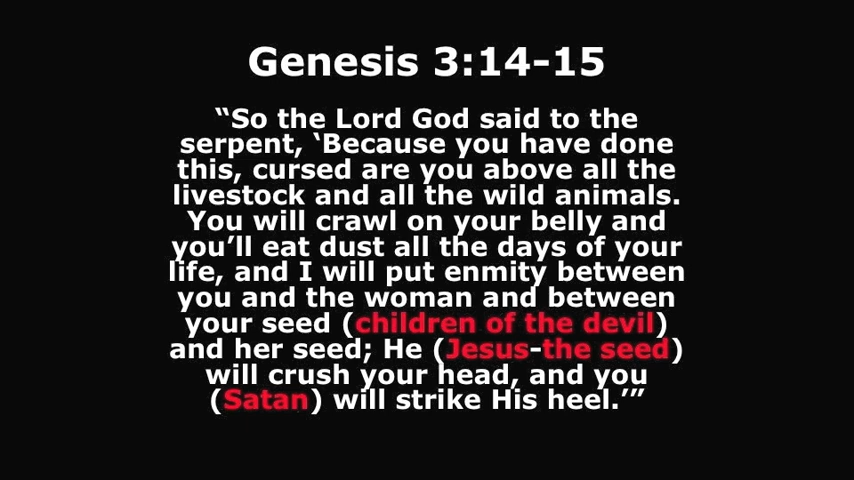 Genesis 3:14-15
“So the Lord God said to the
serpent, ‘Because you have done
this, cursed are you above all the
livestock and all the wild animals.
You will crawl on your belly and
you’ll eat dust all the days of your
life, and I will put enmity between
you and the woman and between
your seed (children of the devil)
and her seed; He (Jesus-the seed)
will crush your head, and you
(Satan) will strike His heel.’”